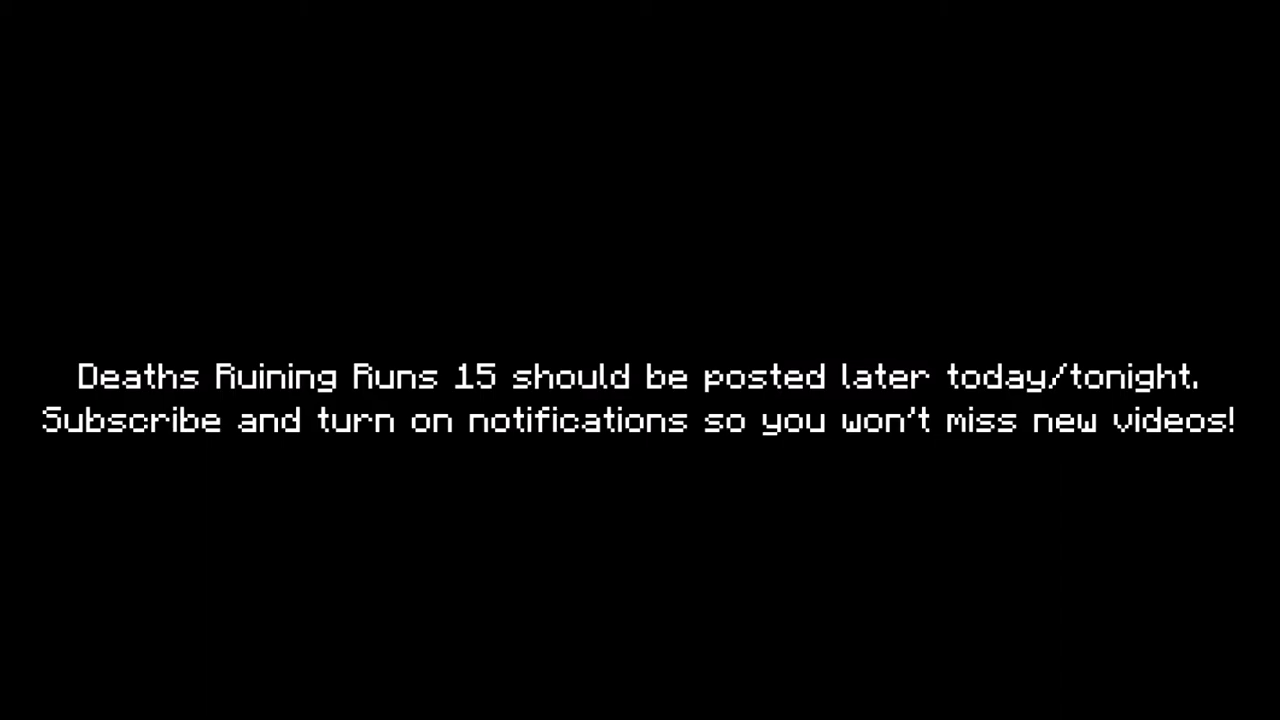 Deaths Ruining Runs 15 should be posted later today/tonight.
Subscribe and turn on notifications so you won't miss new videos!